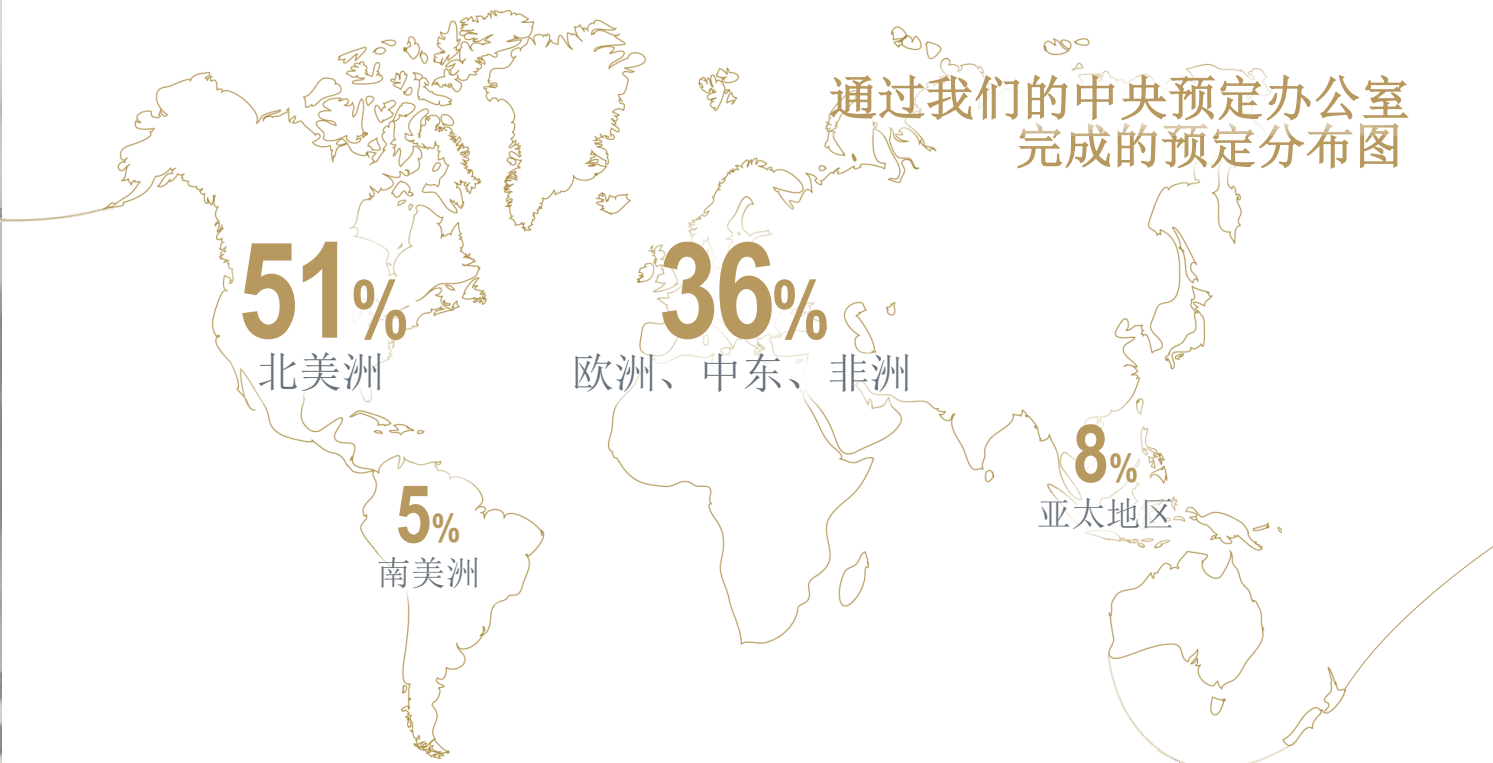 通过我们的中央预定办公室
完成的预定分布图
51%
北美洲
36%
欧洲、中东、非洲
8%
亚太地区
5%
南美洲